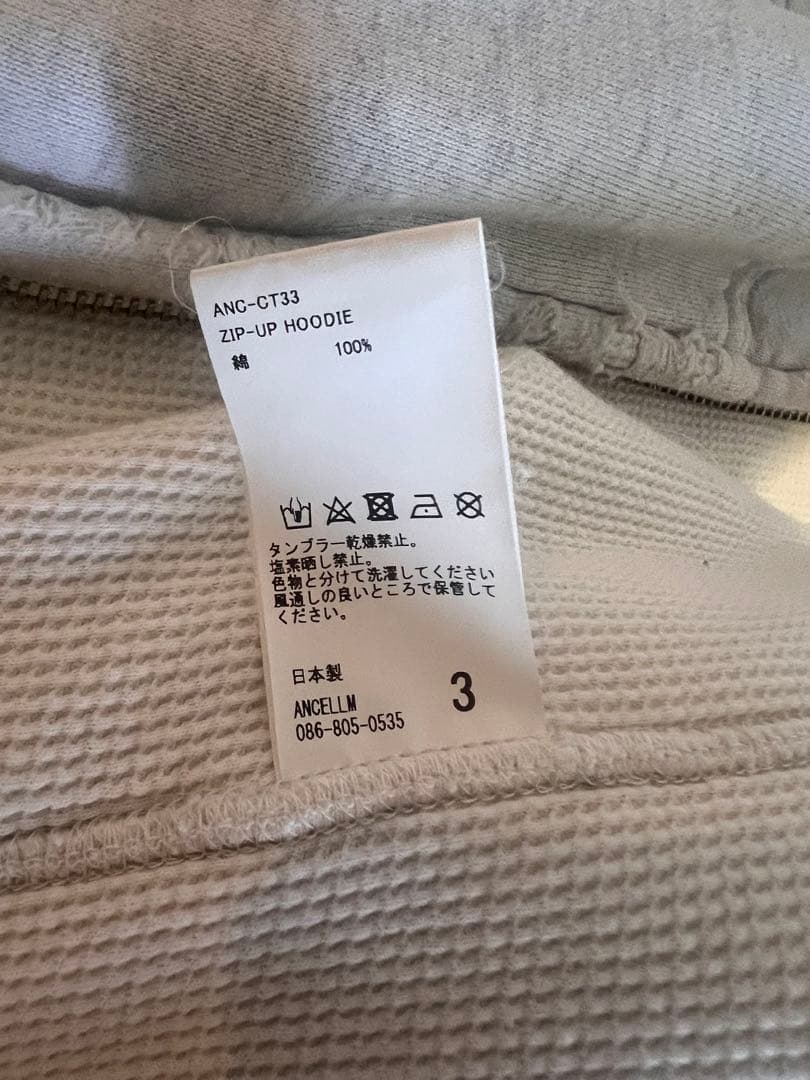 ANC-CT33
ZIP-UP HOODIE
綿 100%
タンブラー乾燥禁止。
塩素晒し禁止。
色物と分けて洗濯してください
風通しの良いところで保管して
ください。
日本製
ANCELLM
086-805-0535
3